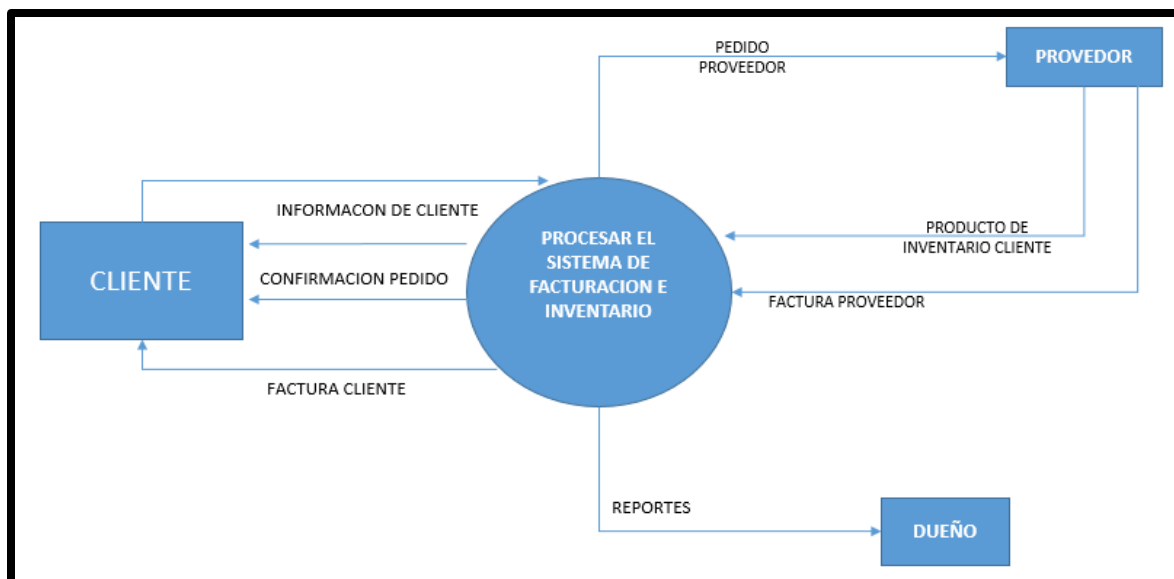 PEDIDO
PROVEEDOR
PROVEDOR
INFORMACON DE CLIENTE
CLIENTE
CONFIRMACION PEDIDO
FACTURA CLIENTE
PROCESAR EL
SISTEMA DE
FACTURACION E
INVENTARIO
PRODUCTO DE
INVENTARIO CLIENTE
FACTURA PROVEEDOR
REPORTES
DUEÑO